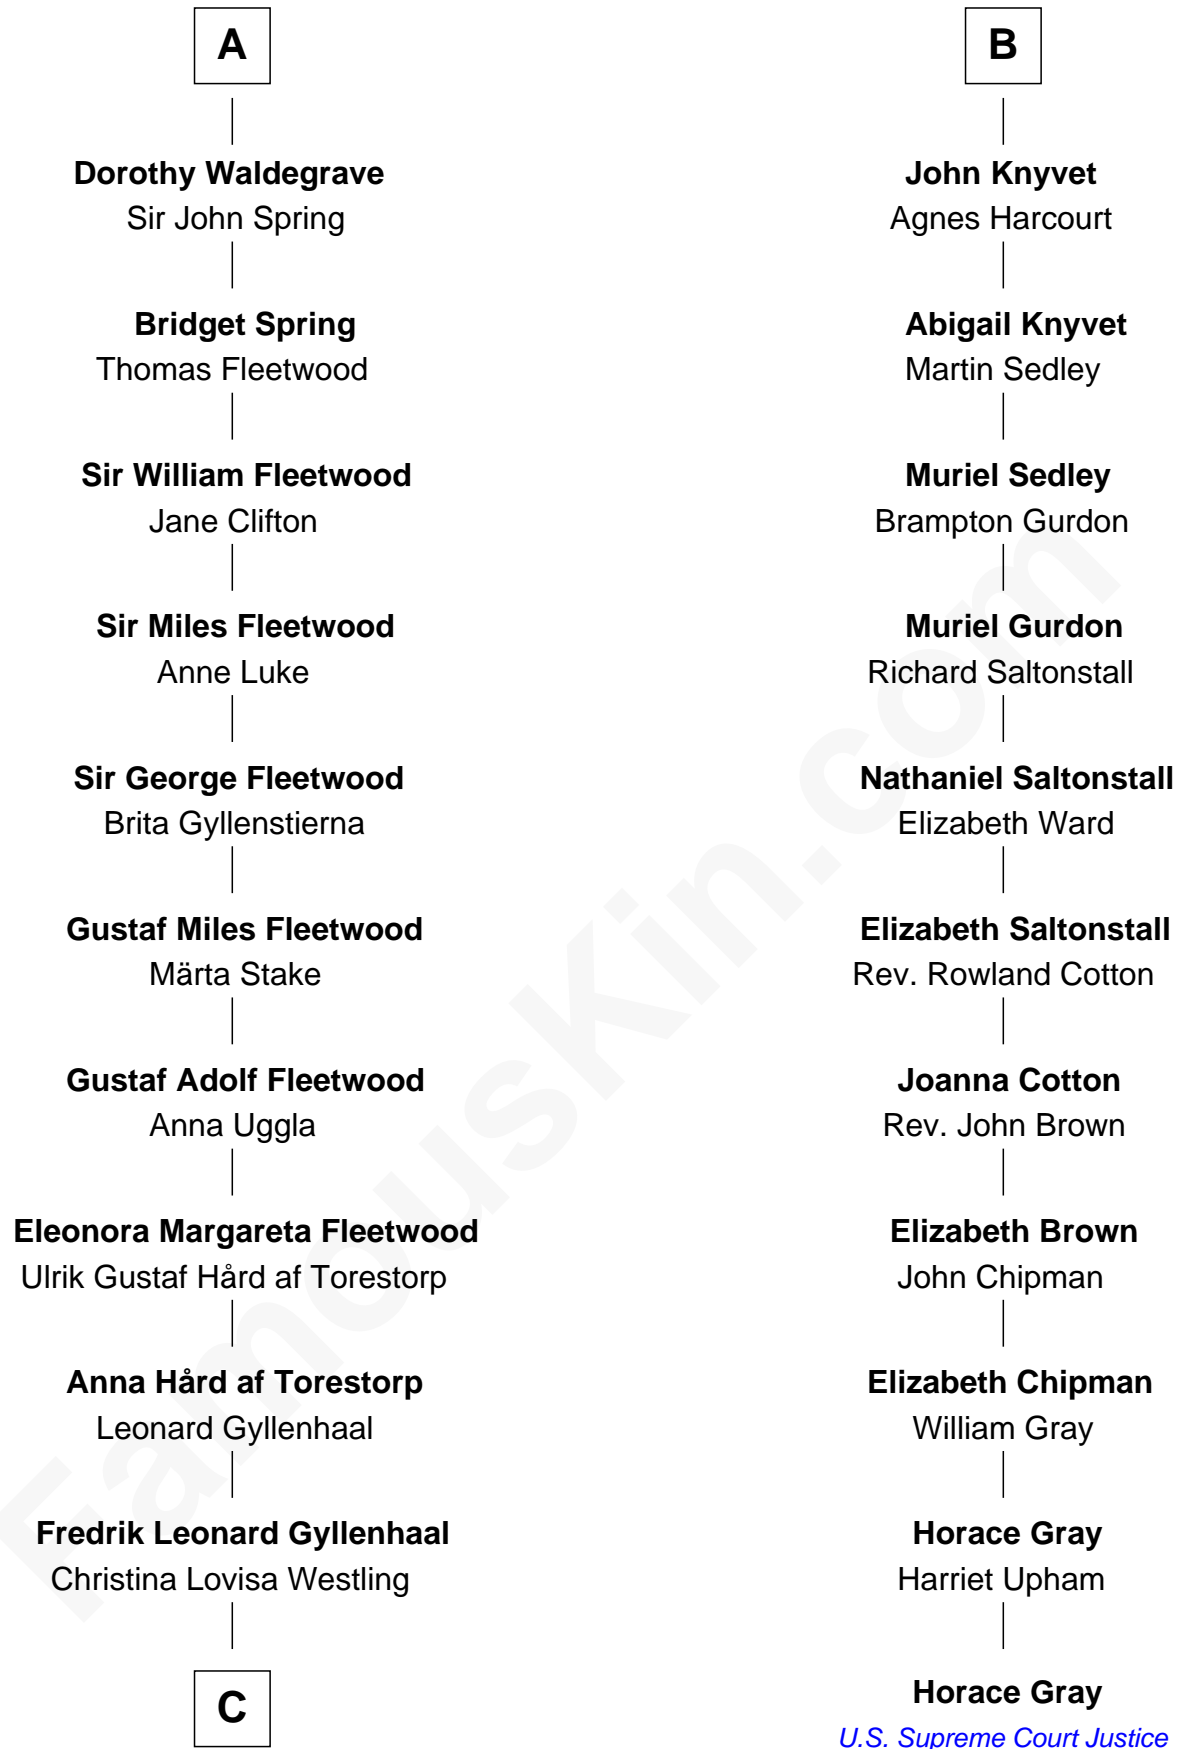 A
Dorothy Waldegrave
Sir John Spring
Bridget Spring
Thomas Fleetwood
Sir William Fleetwood
Jane Clifton
Sir Miles Fleetwood
Anne Luke
Sir George Fleetwood
Brita Gyllenstierna
Gustaf Miles Fleetwood
Märta Stake
Gustaf Adolf Fleetwood
Anna Uggla
Eleonora Margareta Fleetwood
Ulrik Gustaf Hård af Torestorp
Anna Hård af Torestorp
Leonard Gyllenhaal
Fredrik Leonard Gyllenhaal
Christina Lovisa Westling
C
B
John Knyvet
Agnes Harcourt
Abigail Knyvet
Martin Sedley
Muriel Sedley
Brampton Gurdon
Muriel Gurdon
Richard Saltonstall
Nathaniel Saltonstall
Elizabeth Ward
Elizabeth Saltonstall
Rev. Rowland Cotton
Joanna Cotton
Rev. John Brown
Elizabeth Brown
John Chipman
Elizabeth Chipman
William Gray
Horace Gray
Harriet Upham
Horace Gray
U.S. Supreme Court Justice
FamousKin.com